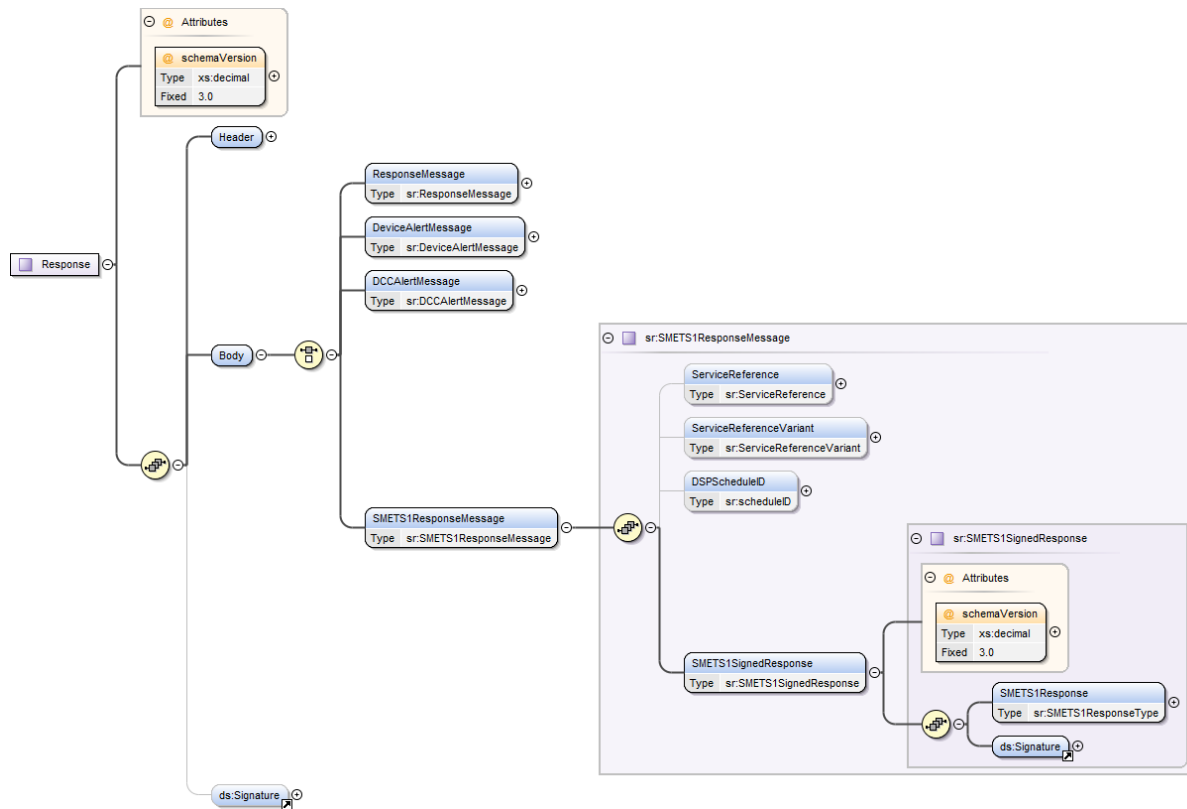 @ Attributes
@ schemaVersion
Type xs:decimal
Fixed 3.0
Header
ResponseMessage
Type sr:ResponseMessage
DeviceAlertMessage
Type sr:DeviceAlertMessage
Response
DCCAlertMessage
Type sr:DCCAlertMessage
Body
sr:SMETS1ResponseMessage
ServiceReference
Type sr:ServiceReference
ServiceReferenceVariant
Type sr:ServiceReferenceVariant
DSPScheduleID
Type sr:scheduleID
SMETS1ResponseMessage
Type sr:SMETS1ResponseMessage
sr:SMETS1SignedResponse
@ Attributes
@ schemaVersion
Type xs:decimal
Fixed 3.0
SMETS1SignedResponse
Type sr:SMETS1SignedResponse
SMETS1Response
Type sr:SMETS1ResponseType
ds:Signature
ds:Signature